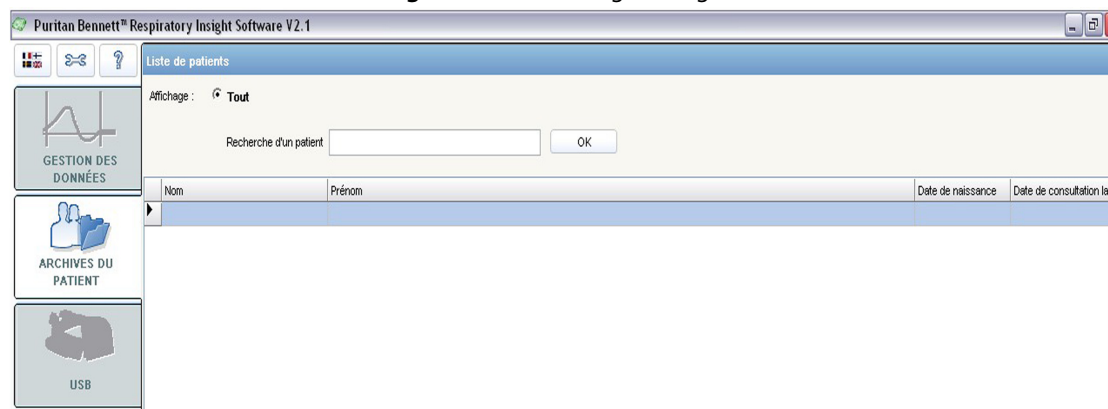 Puritan Bennett™ Respiratory Insight Software V2.1
Liste de patients
Affichage : Tout
Recherche d'un patient OK
GESTION DES
DONNÉES
Nom Prénom Date de naissance Date de consultation la
ARCHIVES DU
PATIENT
USB